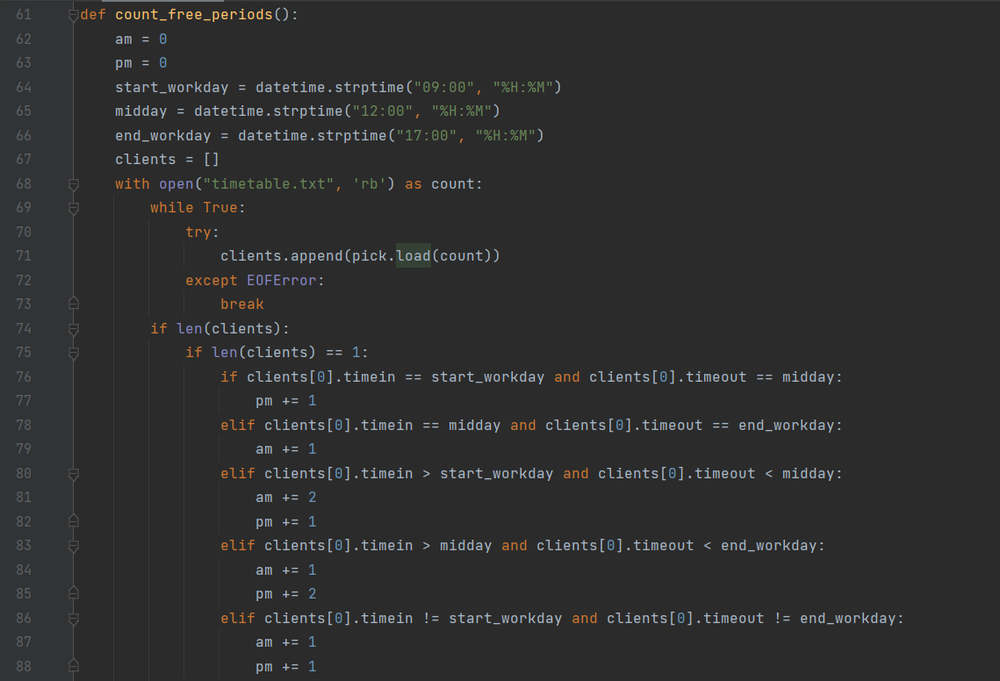 61 def count_free_periods():
62     am = 0
63     pm = 0
64     start_workday = datetime.strptime("09:00", "%H:%M")
65     midday = datetime.strptime("12:00", "%H:%M")
66     end_workday = datetime.strptime("17:00", "%H:%M")
67     clients = []
68     with open("timetable.txt", 'rb') as count:
69         while True:
70             try:
71                 clients.append(pick.load(count))
72             except EOFError:
73                 break
74         if len(clients):
75             if len(clients) == 1:
76                 if clients[0].timein == start_workday and clients[0].timeout == midday:
77                     pm += 1
78                 elif clients[0].timein == midday and clients[0].timeout == end_workday:
79                     am += 1
80                 elif clients[0].timein > start_workday and clients[0].timeout < midday:
81                     am += 2
82                     pm += 1
83                 elif clients[0].timein > midday and clients[0].timeout < end_workday:
84                     am += 1
85                     pm += 2
86                 elif clients[0].timein != start_workday and clients[0].timeout != end_workday:
87                     am += 1
88                     pm += 1